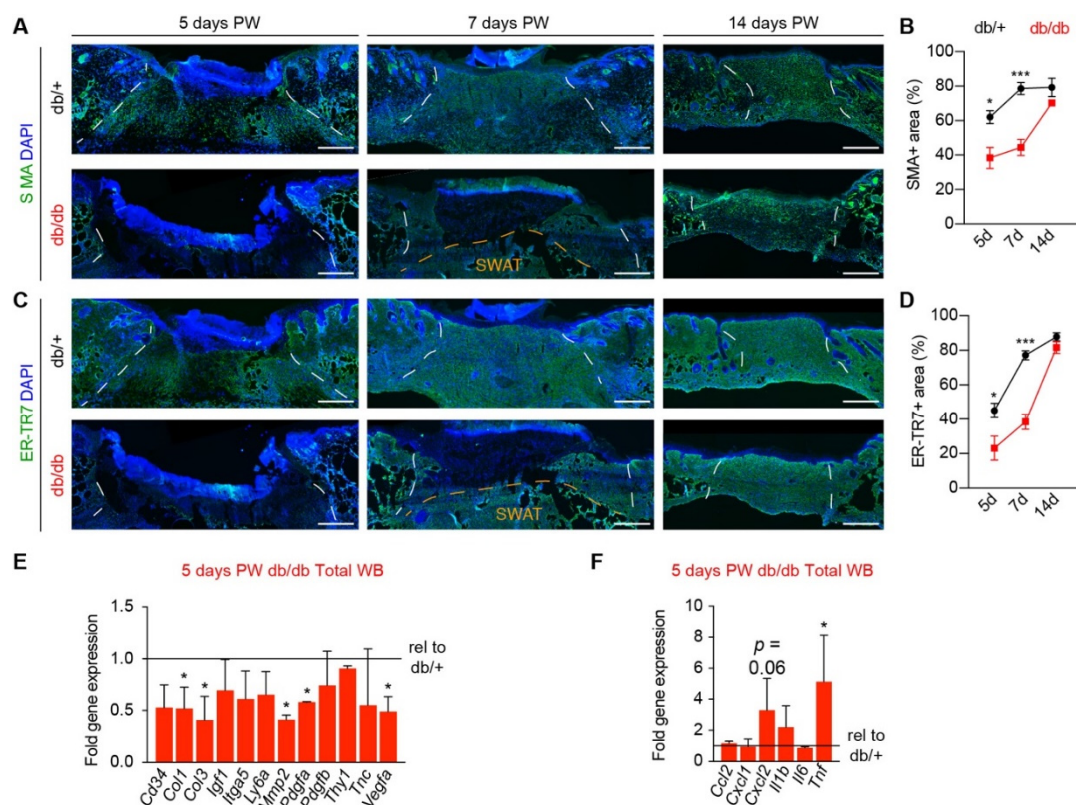 A
5 days PW
7 days PW
14 days PW
S MA DAPI
db/+
db/db
SWAT
B
db/+
db/db
SMA+ area (%)
100
80
60
40
20
0
*
***
5d
7d
14d
C
ER-TR7 DAPI
db/+
db/db
SWAT
D
ER-TR7+ area (%)
100
80
60
40
20
0
*
***
5d
7d
14d
E
5 days PW db/db Total WB
Fold gene expression
1.5
1.0
0.5
0.0
rel to
db/+
* * * * *
Cd34
Col1
Col3
Igf1
Itga5
Ly6a
Mmp2
Pdgfa
Pdgfb
Thy1
Tnc
Vegfa
F
5 days PW db/db Total WB
Fold gene expression
10
8
6
4
2
0
p =
0.06
*
rel to
db/+
Ccl2
Cxcl1
Cxcl2
Il1b
Il6
Tnf